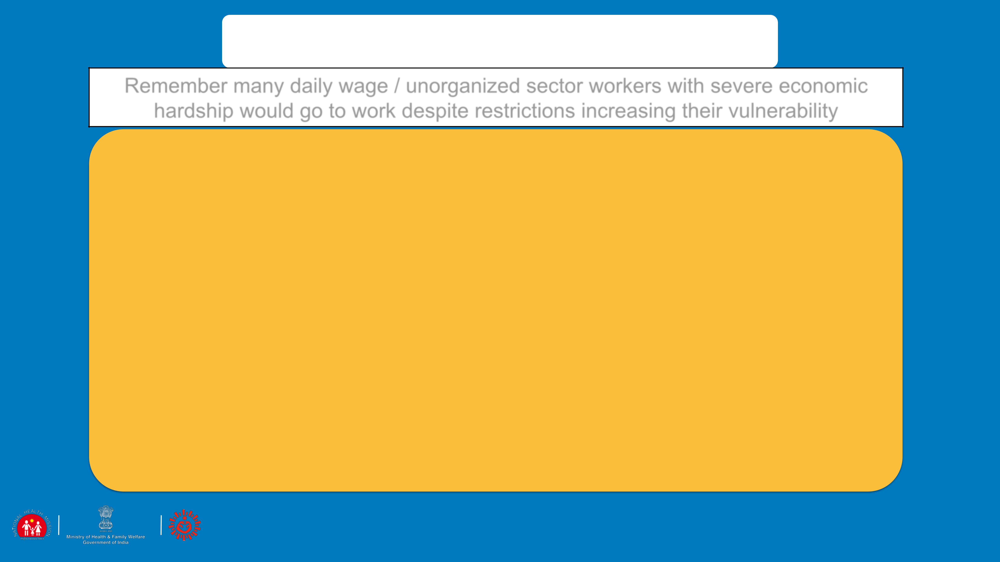 Remember many daily wage / unorganized sector workers with severe economic
hardship would go to work despite restrictions increasing their vulnerability
NATIONAL HEALTH MISSION
Ministry of Health & Family Welfare
Government of India